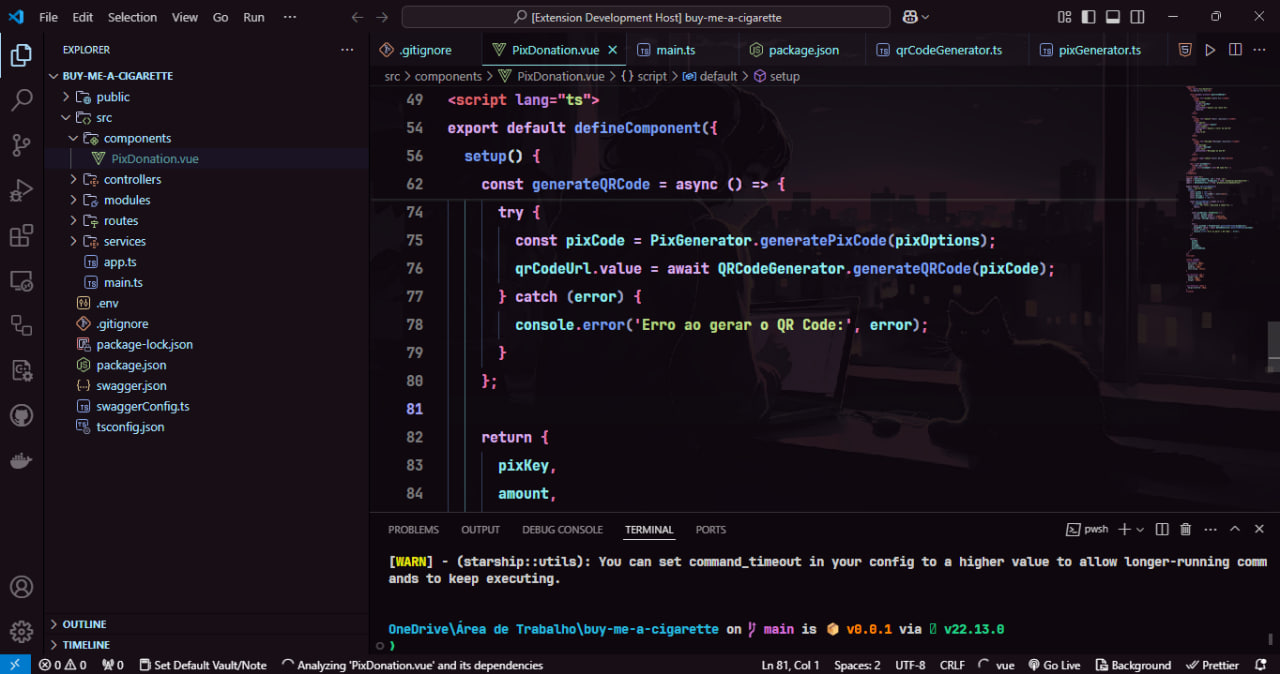 File Edit Selection View Go Run ··· [Extension Development Host] buy-me-a-cigarette
EXPLORER ···
BUY-ME-A-CIGARETTE
public
src
components
PixDonation.vue
controllers
modules
routes
services
app.ts
main.ts
.env
.gitignore
package-lock.json
package.json
swagger.json
swaggerConfig.ts
tsconfig.json
OUTLINE
TIMELINE
.gitignore PixDonation.vue main.ts package.json qrCodeGenerator.ts pixGenerator.ts
src > components > PixDonation.vue > {} script > default > setup
49 <script lang="ts">
54 export default defineComponent({
56 setup() {
62 const generateQRCode = async () => {
74 try {
75 const pixCode = PixGenerator.generatePixCode(pixOptions);
76 qrCodeUrl.value = await QRCodeGenerator.generateQRCode(pixCode);
77 } catch (error) {
78 console.error('Erro ao gerar o QR Code:', error);
79 }
80 };
81
82 return {
83 pixKey,
84 amount,
PROBLEMS OUTPUT DEBUG CONSOLE TERMINAL PORTS pwsh
[WARN] - (starship::utils): You can set command_timeout in your config to a higher value to allow longer-running comm
ands to keep executing.
OneDrive\Área de Trabalho\buy-me-a-cigarette on main is 📦 v0.0.1 via v22.13.0
❯
0 0 0 Set Default Vault/Note Analyzing 'PixDonation.vue' and its dependencies Ln 81, Col 1 Spaces: 2 UTF-8 CRLF vue Go Live Background Prettier